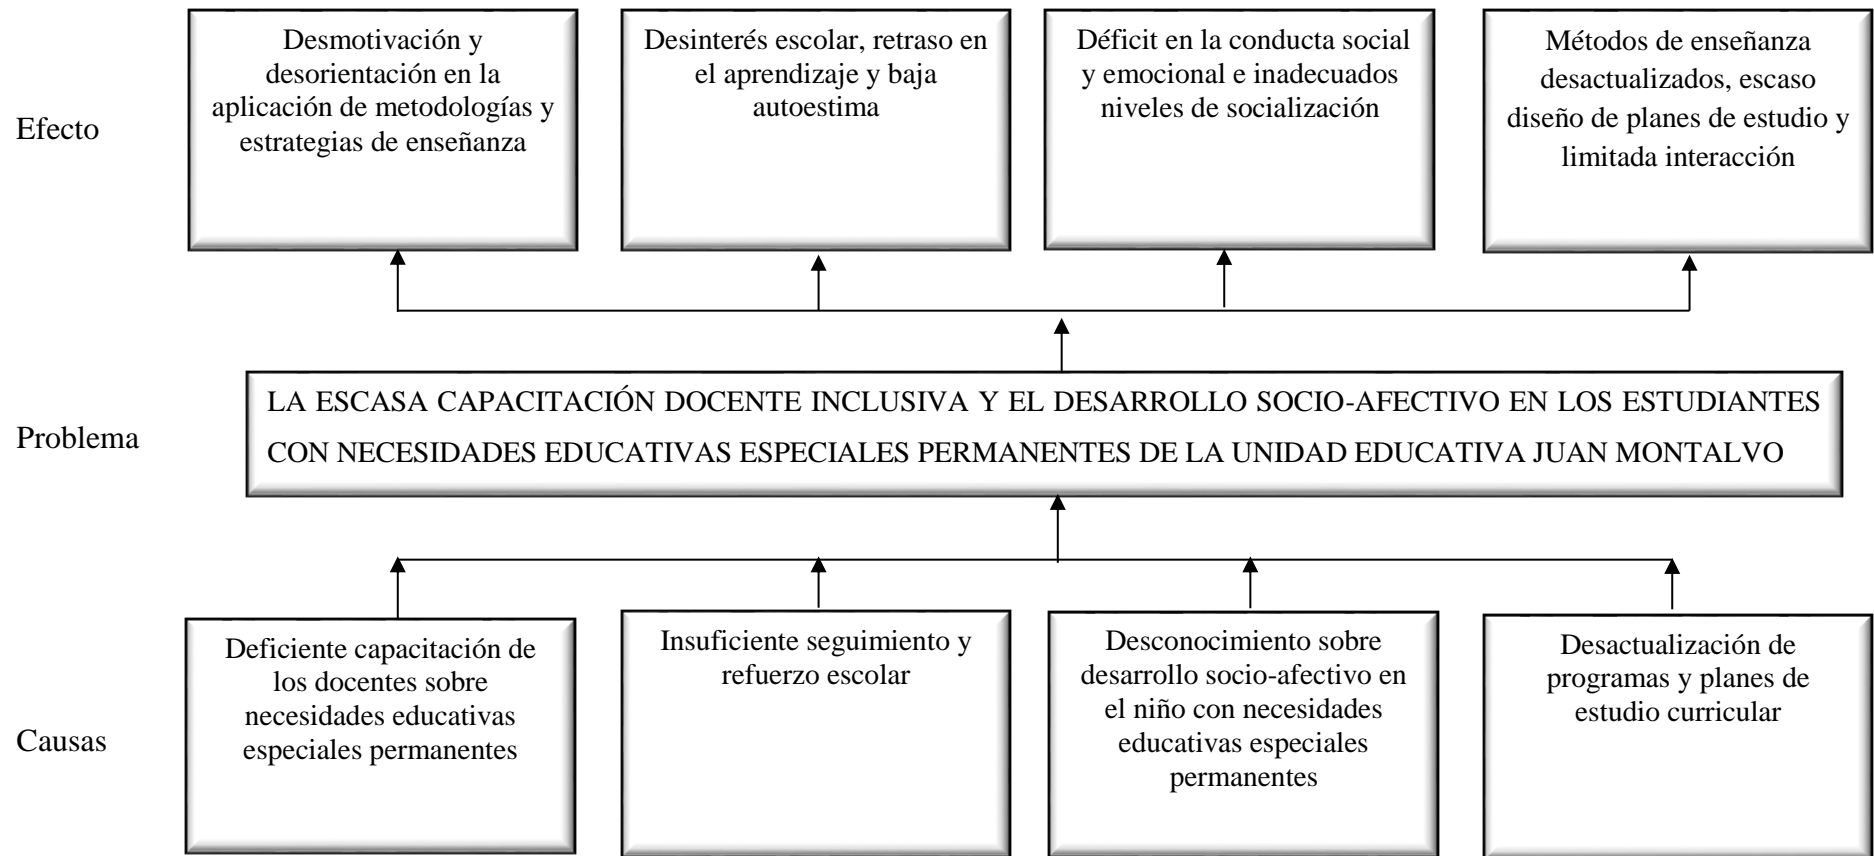 Desmotivación y
desorientación en la
aplicación de metodologías y
estrategias de enseñanza
Desinterés escolar, retraso en
el aprendizaje y baja
autoestima
Déficit en la conducta social
y emocional e inadecuados
niveles de socialización
Métodos de enseñanza
desactualizados, escaso
diseño de planes de estudio y
limitada interacción
Efecto
Problema
LA ESCASA CAPACITACIÓN DOCENTE INCLUSIVA Y EL DESARROLLO SOCIO-AFECTIVO EN LOS ESTUDIANTES
CON NECESIDADES EDUCATIVAS ESPECIALES PERMANENTES DE LA UNIDAD EDUCATIVA JUAN MONTALVO
Causas
Deficiente capacitación de
los docentes sobre
necesidades educativas
especiales permanentes
Insuficiente seguimiento y
refuerzo escolar
Desconocimiento sobre
desarrollo socio-afectivo en
el niño con necesidades
educativas especiales
permanentes
Desactualización de
programas y planes de
estudio curricular